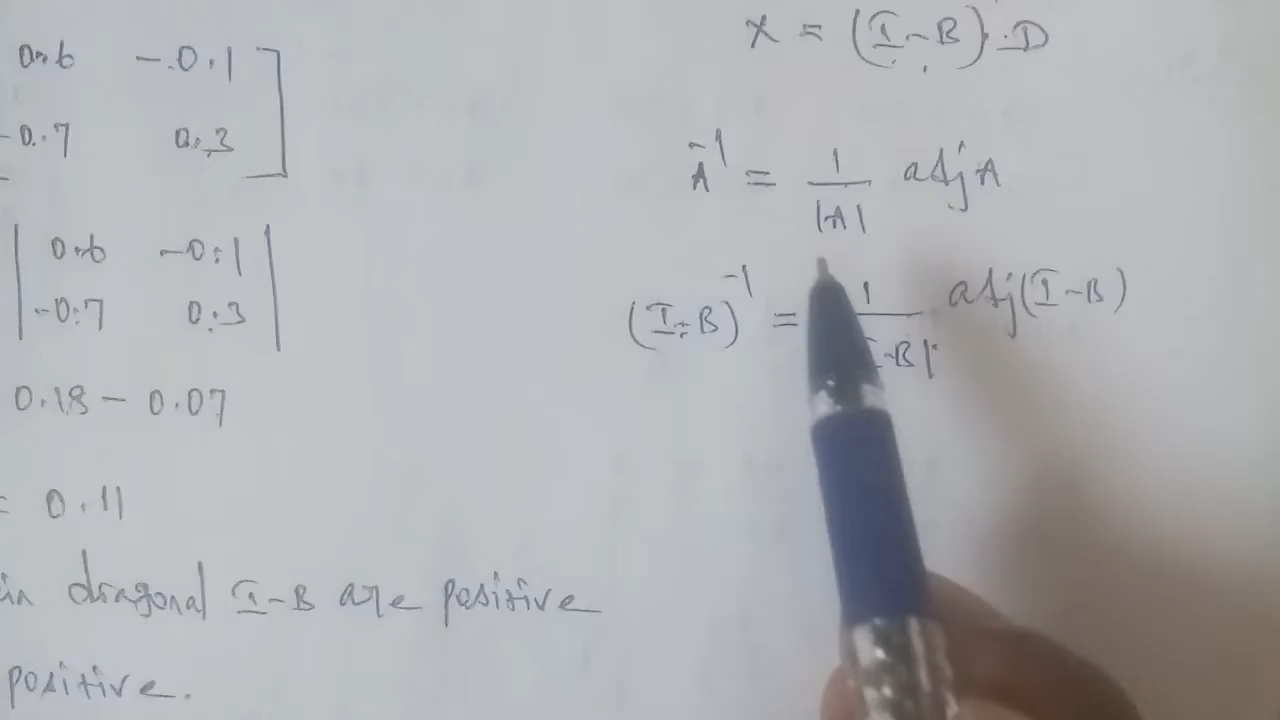 0.6 -0.1
-0.7 0.3
0.6 -0.1
-0.7 0.3
0.18 - 0.07
= 0.11
in diagonal I-B are positive
positive.
X = (I-B) . D
A^-1 = 1/|A| adj A
(I-B)^-1 = 1/|I-B| adj(I-B)